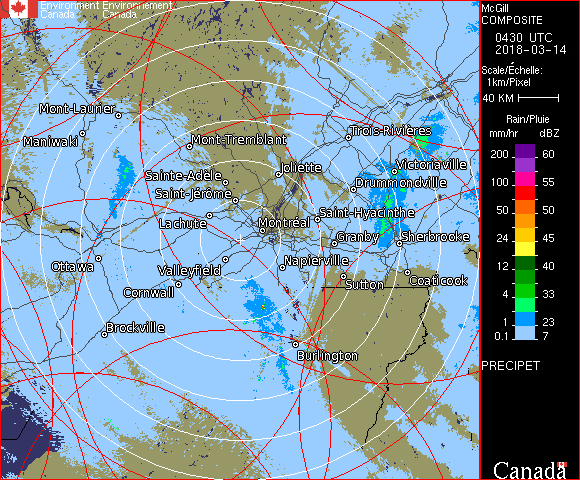 Environment Environnement
Canada Canada
McGill
COMPOSITE
0430 UTC
2018-03-14
Scale/Échelle:
1km/Pixel
40 KM
Rain/Pluie
mm/hr dBZ
200 60
150 57
100 55
50 50
24 45
12 40
4 33
1 23
0.1 7
PRECIPET
Canada
Mont-Laurier
Maniwaki
Mont-Tremblant
Trois-Rivières
Joliette
Victoriaville
Sainte-Adèle
Drummondville
Saint-Jérôme
Saint-Hyacinthe
Lachute
Montréal
Granby
Sherbrooke
Ottawa
Valleyfield
Napierville
Cornwall
Sutton
Coaticook
Brockville
Burlington